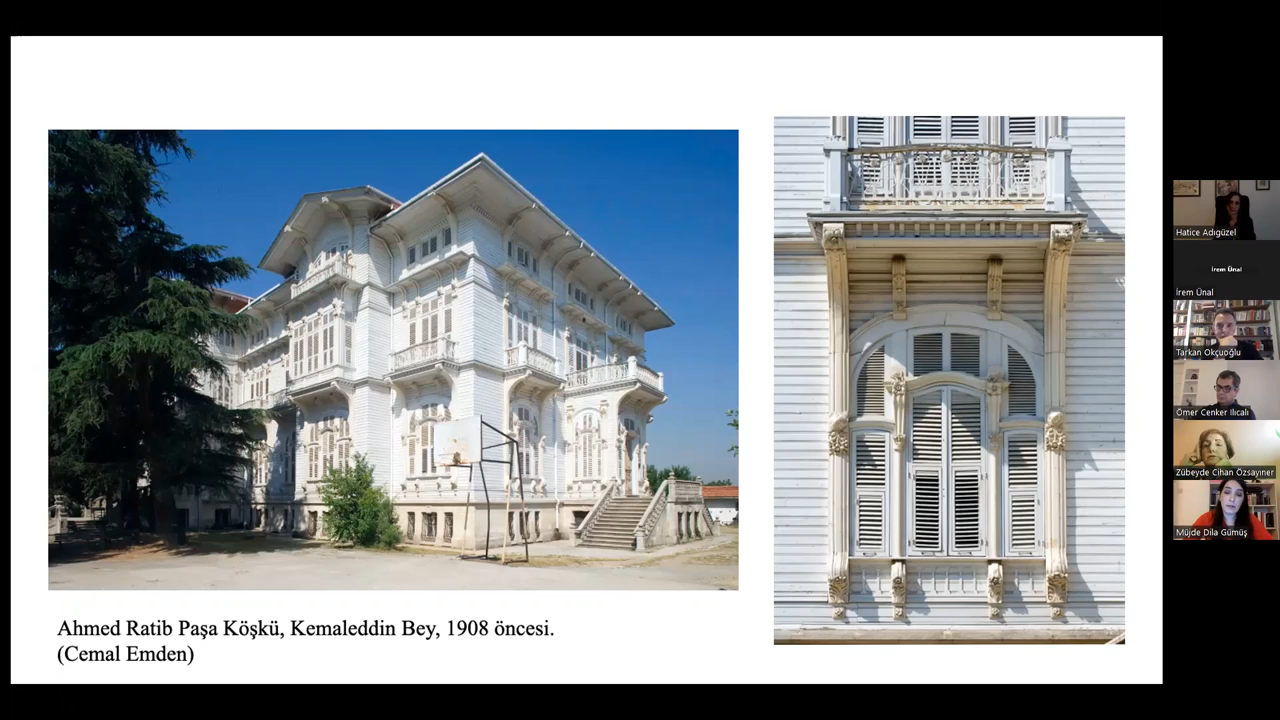 Ahmed Ratib Paşa Köşkü, Kemaleddin Bey, 1908 öncesi.
(Cemal Emden)
Hatice Adıgüzel
İrem Ünal
İrem Ünal
Tarkan Okçuoğlu
Ömer Cenker Ilıcalı
Zübeyde Cihan Özsayıner
Müjde Dila Gümüş